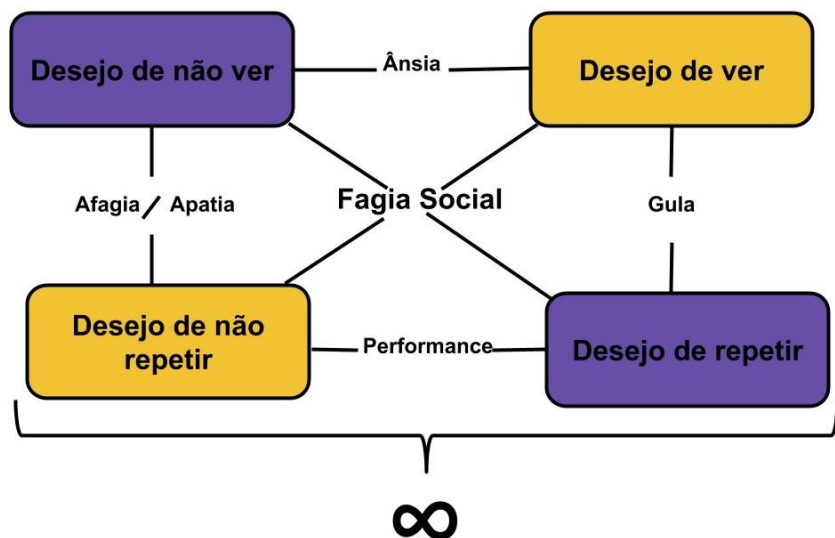 Desejo de não ver
Ânsia
Desejo de ver
Afagia / Apatia
Fagia Social
Gula
Desejo de não
repetir
Performance
Desejo de repetir
∞